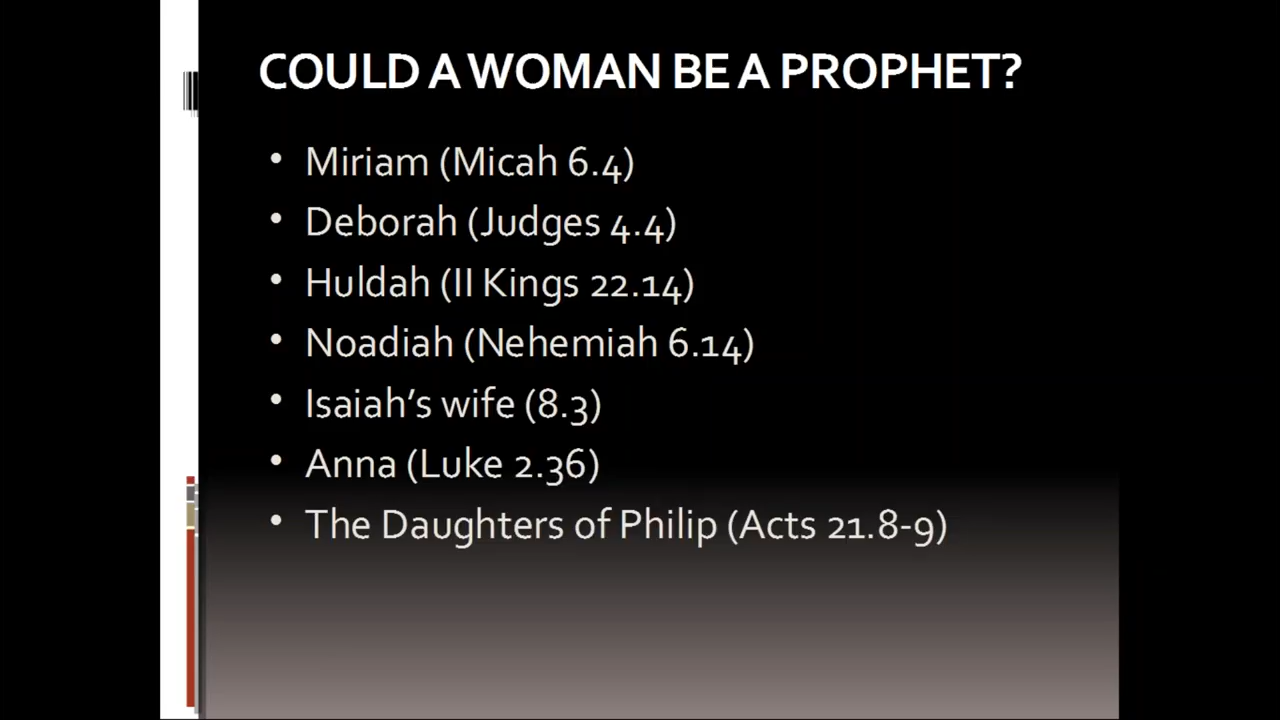 COULD A WOMAN BE A PROPHET?
• Miriam (Micah 6.4)
• Deborah (Judges 4.4)
• Huldah (II Kings 22.14)
• Noadiah (Nehemiah 6.14)
• Isaiah’s wife (8.3)
• Anna (Luke 2.36)
• The Daughters of Philip (Acts 21.8-9)